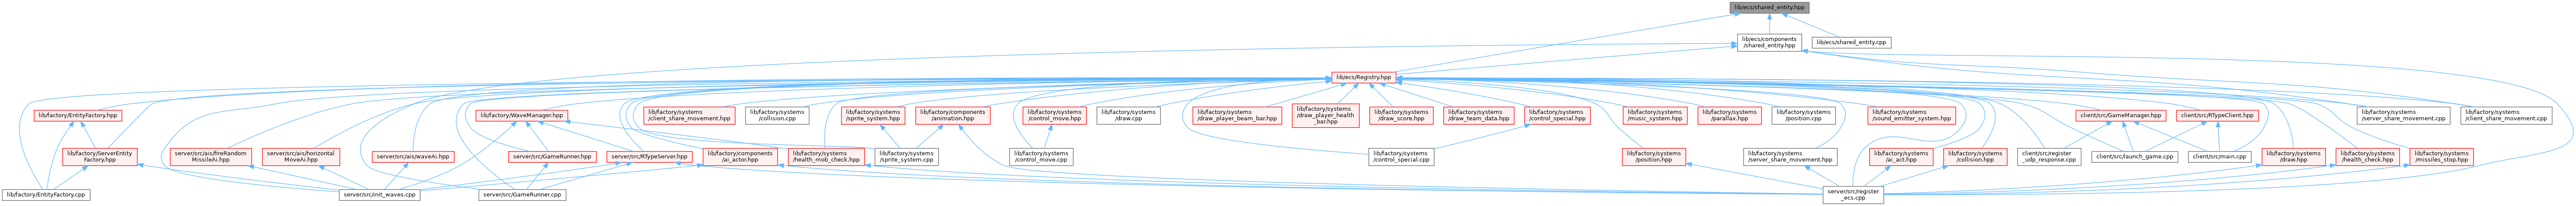 lib/ecs/shared_entity.hpp
lib/ecs/components
/shared_entity.hpp
lib/ecs/shared_entity.cpp
lib/ecs/Registry.hpp
lib/factory/EntityFactory.hpp
lib/factory/WaveManager.hpp
lib/factory/systems
/client_share_movement.hpp
lib/factory/systems
/collision.cpp
lib/factory/systems
/sprite_system.hpp
lib/factory/components
/animation.hpp
lib/factory/systems
/control_move.hpp
lib/factory/systems
/draw.cpp
lib/factory/systems
/draw_player_beam_bar.hpp
lib/factory/systems
/draw_player_health
_bar.hpp
lib/factory/systems
/draw_score.hpp
lib/factory/systems
/draw_team_data.hpp
lib/factory/systems
/control_special.hpp
lib/factory/systems
/music_system.hpp
lib/factory/systems
/parallax.hpp
lib/factory/systems
/position.cpp
lib/factory/systems
/sound_emitter_system.hpp
client/src/GameManager.hpp
client/src/RTypeClient.hpp
lib/factory/systems
/server_share_movement.cpp
lib/factory/systems
/client_share_movement.cpp
lib/factory/ServerEntity
Factory.hpp
server/src/ais/fireRandom
MissileAi.hpp
server/src/ais/horizontal
MoveAi.hpp
server/src/ais/waveAi.hpp
server/src/GameRunner.hpp
server/src/RTypeServer.hpp
lib/factory/components
/ai_actor.hpp
lib/factory/systems
/health_mob_check.hpp
lib/factory/systems
/sprite_system.cpp
lib/factory/systems
/control_move.cpp
lib/factory/systems
/control_special.cpp
lib/factory/systems
/position.hpp
lib/factory/systems
/server_share_movement.hpp
lib/factory/systems
/ai_act.hpp
lib/factory/systems
/collision.hpp
client/src/register
_udp_response.cpp
client/src/launch_game.cpp
client/src/main.cpp
lib/factory/systems
/draw.hpp
lib/factory/systems
/health_check.hpp
lib/factory/systems
/missiles_stop.hpp
lib/factory/EntityFactory.cpp
server/src/init_waves.cpp
server/src/GameRunner.cpp
server/src/register
_ecs.cpp